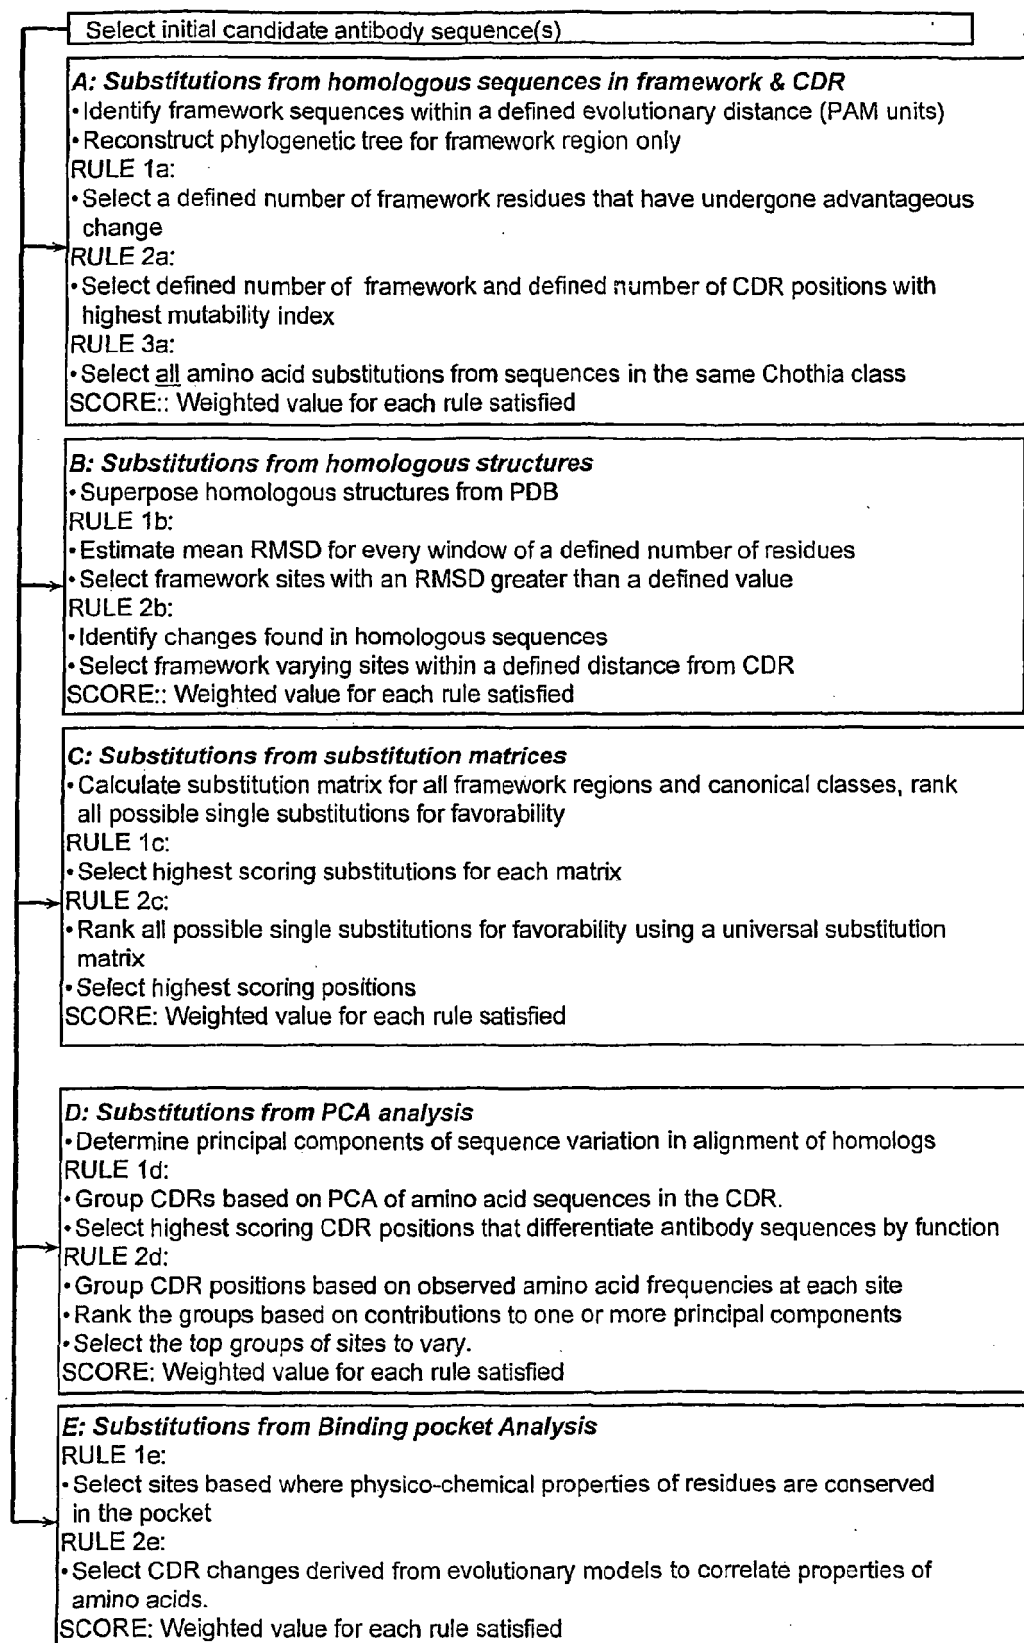 Select initial candidate antibody sequence(s)
A: Substitutions from homologous sequences in framework & CDR
• Identify framework sequences within a defined evolutionary distance (PAM units)
• Reconstruct phylogenetic tree for framework region only
RULE 1a:
• Select a defined number of framework residues that have undergone advantageous
change
RULE 2a:
• Select defined number of framework and defined number of CDR positions with
highest mutability index
RULE 3a:
• Select all amino acid substitutions from sequences in the same Chothia class
SCORE:: Weighted value for each rule satisfied
B: Substitutions from homologous structures
• Superpose homologous structures from PDB
RULE 1b:
• Estimate mean RMSD for every window of a defined number of residues
• Select framework sites with an RMSD greater than a defined value
RULE 2b:
• Identify changes found in homologous sequences
• Select framework varying sites within a defined distance from CDR
SCORE:: Weighted value for each rule satisfied
C: Substitutions from substitution matrices
• Calculate substitution matrix for all framework regions and canonical classes, rank
all possible single substitutions for favorability
RULE 1c:
• Select highest scoring substitutions for each matrix
RULE 2c:
• Rank all possible single substitutions for favorability using a universal substitution
matrix
• Select highest scoring positions
SCORE: Weighted value for each rule satisfied
D: Substitutions from PCA analysis
• Determine principal components of sequence variation in alignment of homologs
RULE 1d:
• Group CDRs based on PCA of amino acid sequences in the CDR.
• Select highest scoring CDR positions that differentiate antibody sequences by function
RULE 2d:
• Group CDR positions based on observed amino acid frequencies at each site
• Rank the groups based on contributions to one or more principal components
• Select the top groups of sites to vary.
SCORE: Weighted value for each rule satisfied
E: Substitutions from Binding pocket Analysis
RULE 1e:
• Select sites based where physico-chemical properties of residues are conserved
in the pocket
RULE 2e:
• Select CDR changes derived from evolutionary models to correlate properties of
amino acids.
SCORE: Weighted value for each rule satisfied